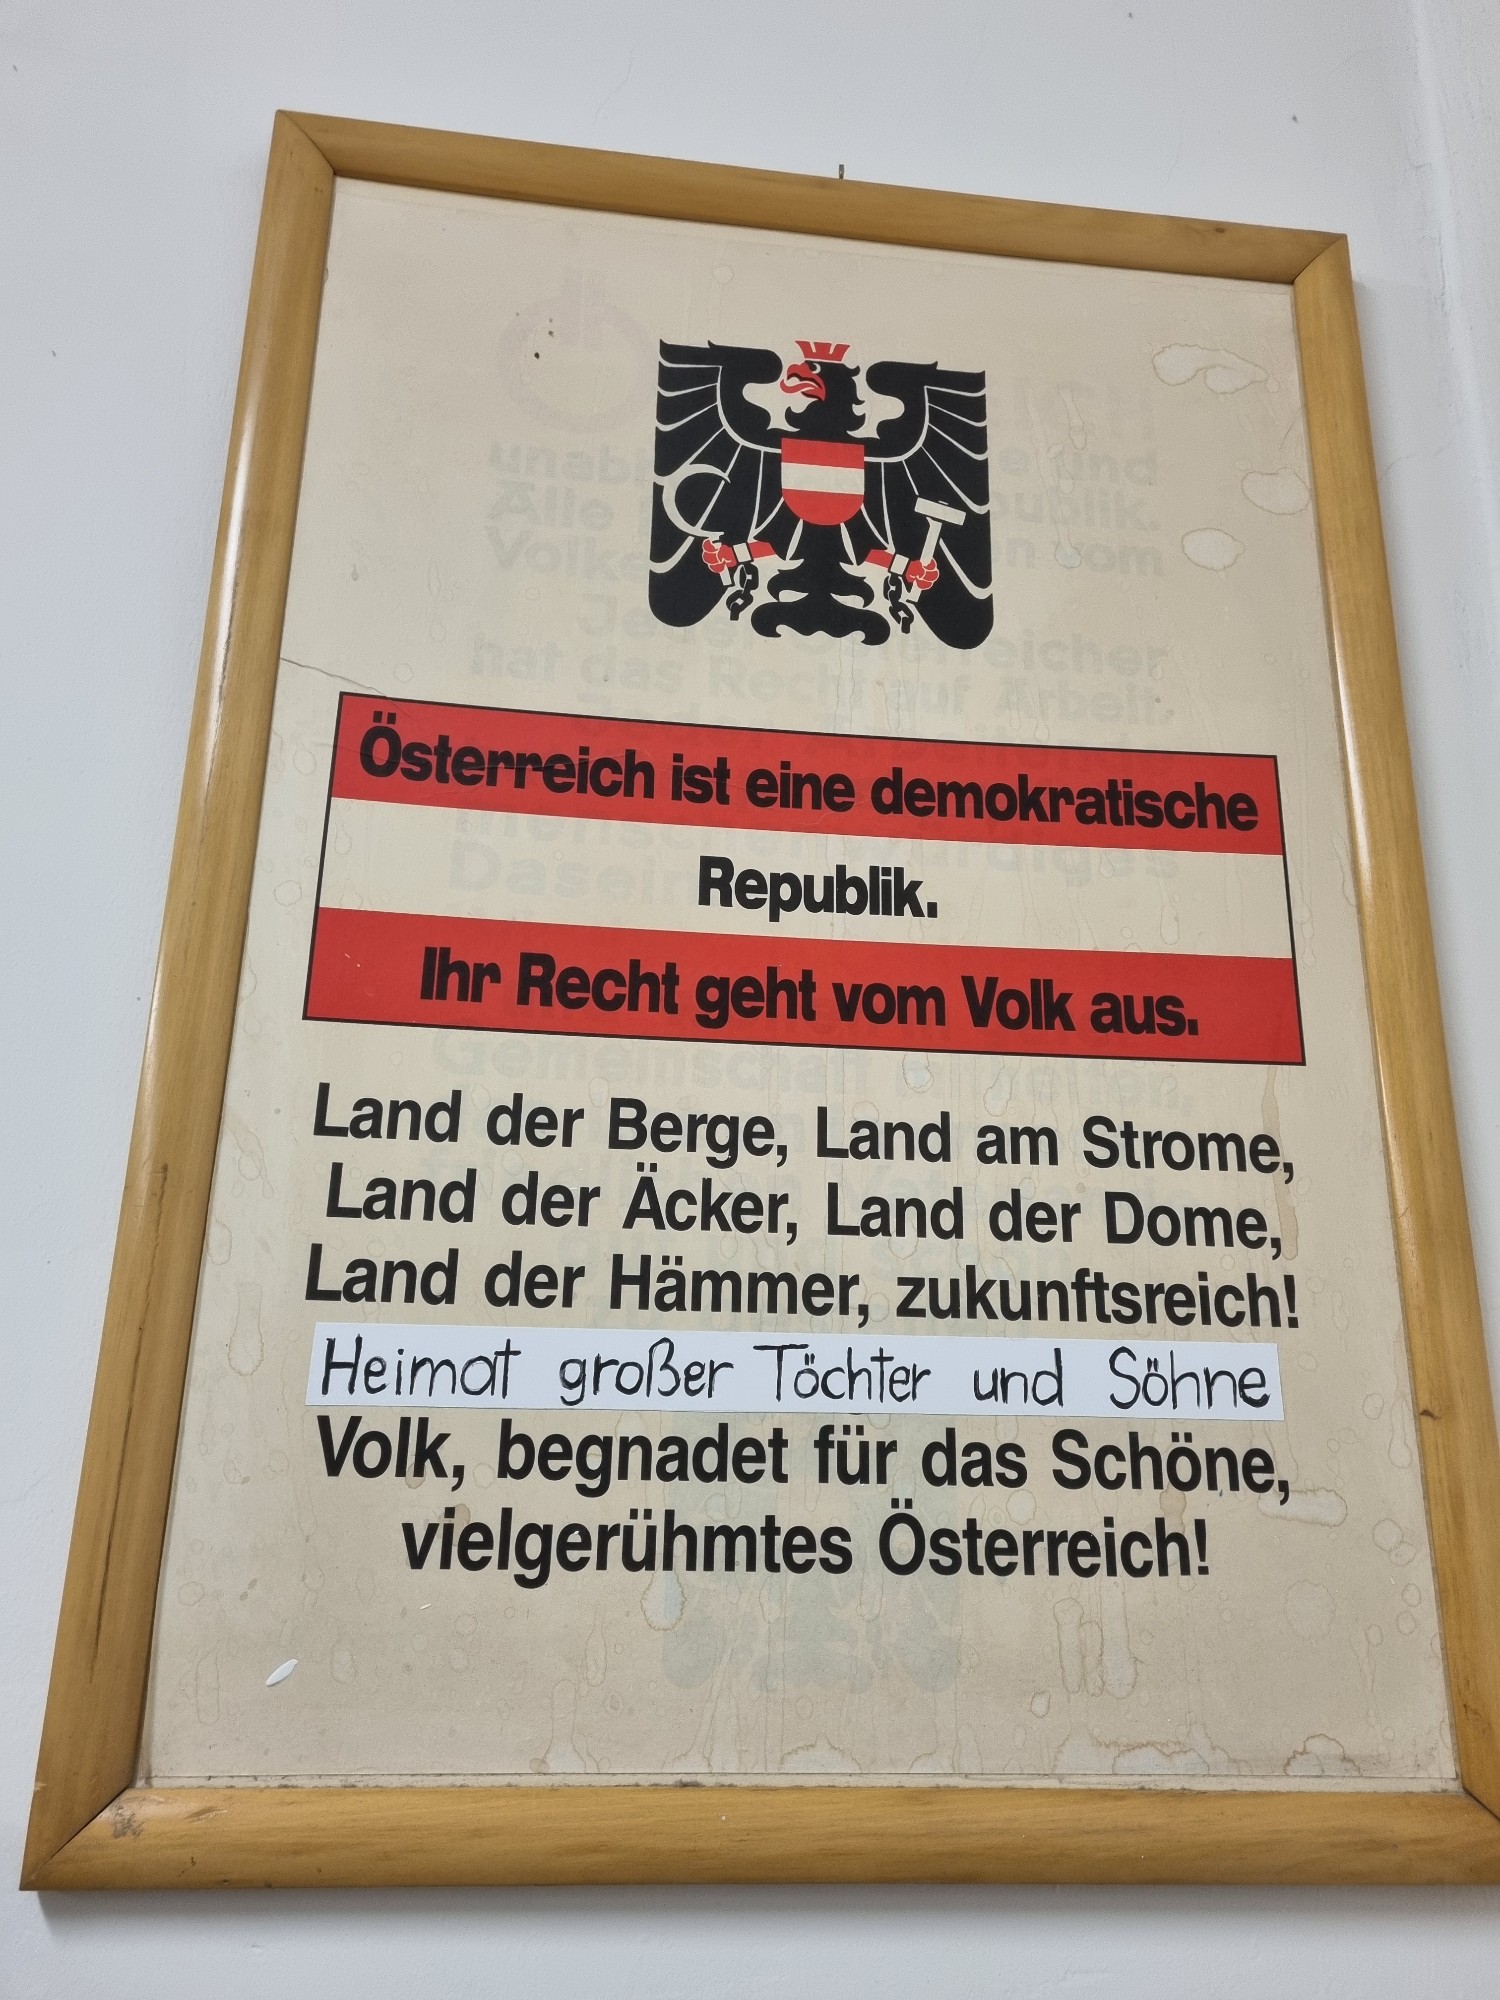 Österreich ist eine demokratische
Republik.
Ihr Recht geht vom Volk aus.
Land der Berge, Land am Strome,
Land der Äcker, Land der Dome,
Land der Hämmer, zukunftsreich!
Heimat großer Töchter und Söhne
Volk, begnadet für das Schöne,
vielgerühmtes Österreich!